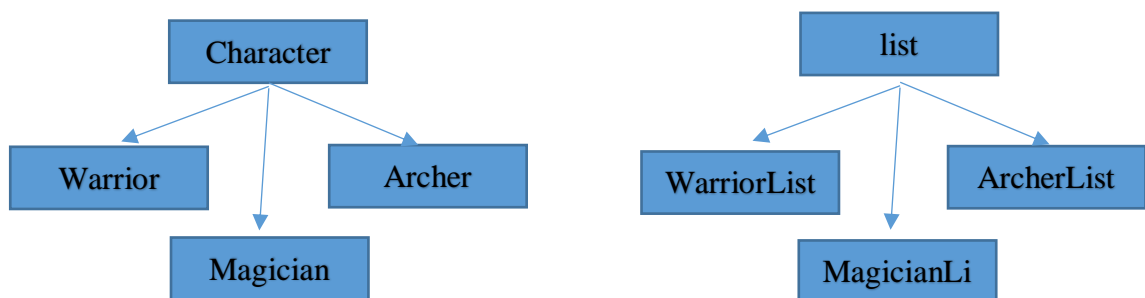 Character
Warrior
Archer
Magician
list
WarriorList
ArcherList
MagicianLi